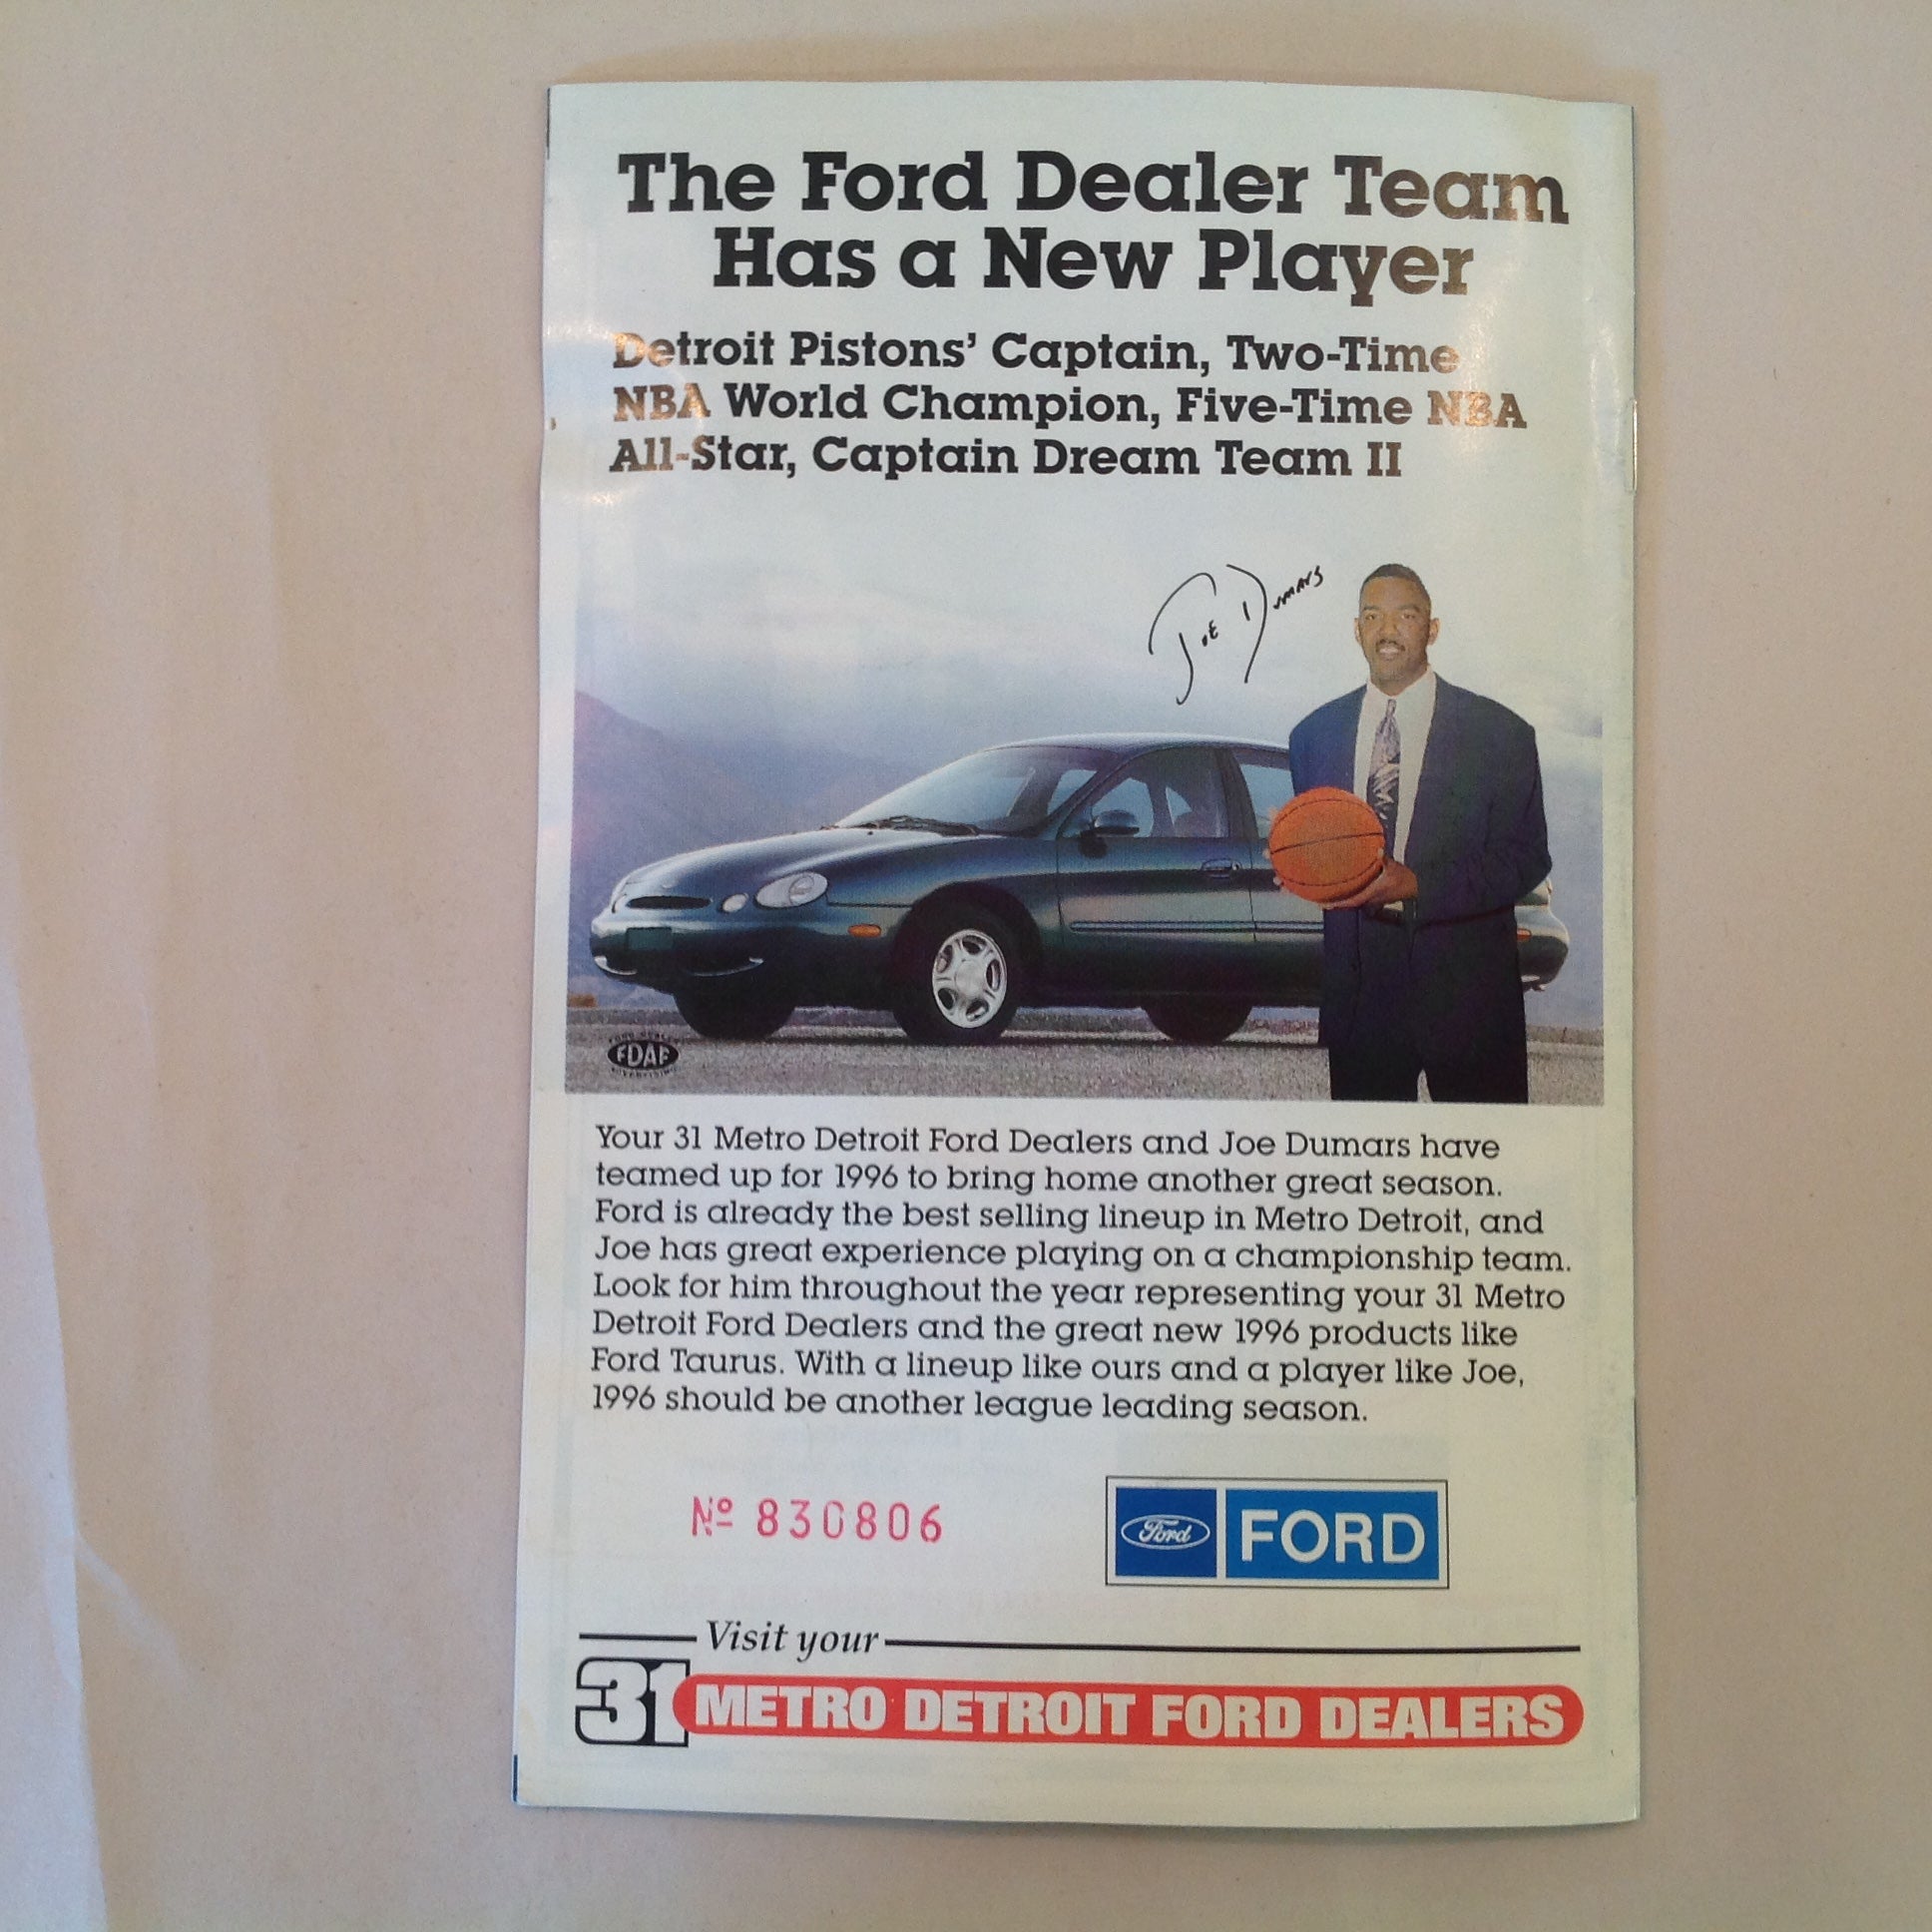 The Ford Dealer Team
Has a New Player
Detroit Pistons' Captain, Two-Time
NBA World Champion, Five-Time NBA
All-Star, Captain Dream Team II
Joe Dumars
FDAF
ADVERTISING
Your 31 Metro Detroit Ford Dealers and Joe Dumars have
teamed up for 1996 to bring home another great season.
Ford is already the best selling lineup in Metro Detroit, and
Joe has great experience playing on a championship team.
Look for him throughout the year representing your 31 Metro
Detroit Ford Dealers and the great new 1996 products like
Ford Taurus. With a lineup like ours and a player like Joe,
1996 should be another league leading season.
Nº 830806
Ford FORD
Visit your
31 METRO DETROIT FORD DEALERS